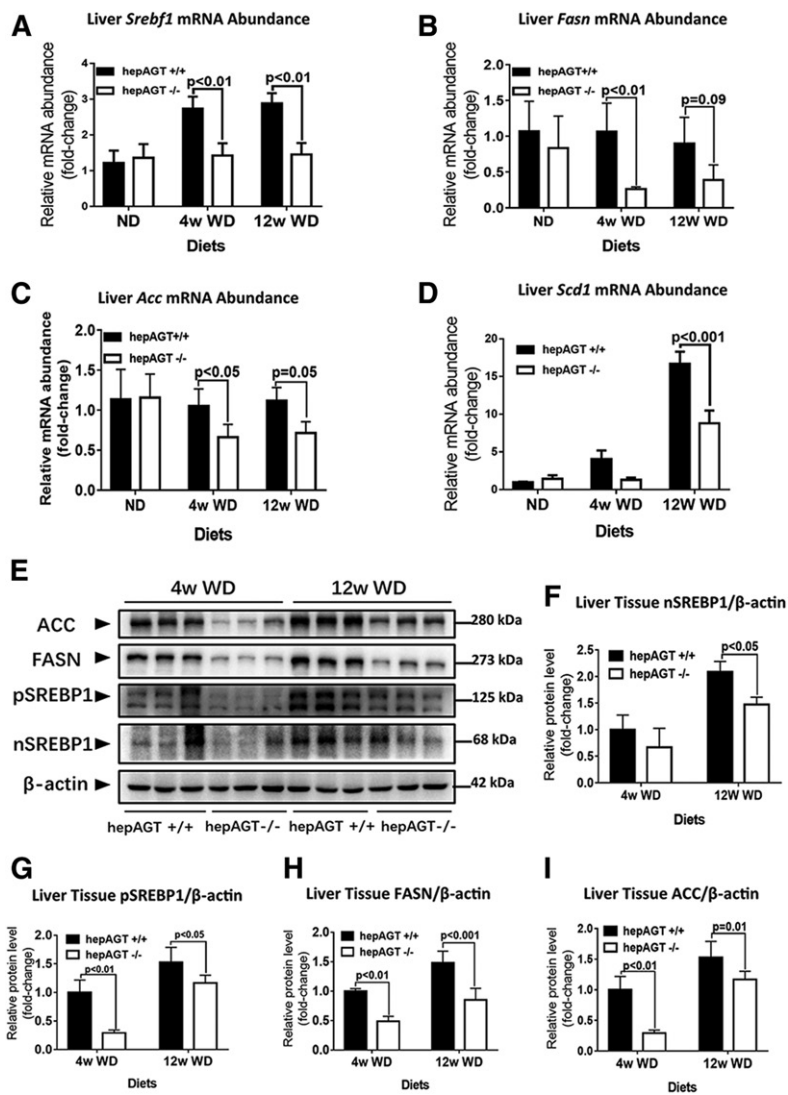 A
Liver Srebf1 mRNA Abundance
Relative mRNA abundance
(fold-change)
4
3
2
1
0
hepAGT +/+
hepAGT -/-
p<0.01
p<0.01
ND
4w WD
12w WD
Diets
B
Liver Fasn mRNA Abundance
Relative mRNA abundance
(fold-change)
2.0
1.5
1.0
0.5
0.0
hepAGT+/+
hepAGT -/-
p<0.01
p=0.09
ND
4w WD
12W WD
Diets
C
Liver Acc mRNA Abundance
Relative mRNA abundance
(fold-change)
2.0
1.5
1.0
0.5
0.0
hepAGT+/+
hepAGT -/-
p<0.05
p=0.05
ND
4w WD
12w WD
Diets
D
Liver Scd1 mRNA Abundance
Relative mRNA abundance
(fold-change)
20
15
10
5
0
hepAGT +/+
hepAGT -/-
p<0.001
ND
4w WD
12W WD
Diets
E
4w WD
12w WD
ACC
280 kDa
FASN
273 kDa
pSREBP1
125 kDa
nSREBP1
68 kDa
β-actin
42 kDa
hepAGT +/+
hepAGT-/-
hepAGT +/+
hepAGT-/-
F
Liver Tissue nSREBP1/β-actin
Relative protein level
(fold-change)
2.5
2.0
1.5
1.0
0.5
0.0
hepAGT +/+
hepAGT -/-
p<0.05
4w WD
12W WD
Diets
G
Liver Tissue pSREBP1/β-actin
Relative protein level
(fold-change)
2.0
1.5
1.0
0.5
0.0
hepAGT +/+
hepAGT -/-
p<0.01
p<0.05
4w WD
12w WD
Diets
H
Liver Tissue FASN/β-actin
Relative protein level
(fold-change)
2.0
1.5
1.0
0.5
0.0
hepAGT +/+
hepAGT -/-
p<0.01
p<0.001
4w WD
12w WD
Diets
I
Liver Tissue ACC/β-actin
Relative protein level
(fold-change)
2.0
1.5
1.0
0.5
0.0
hepAGT +/+
hepAGT -/-
p<0.01
p=0.01
4w WD
12w WD
Diets